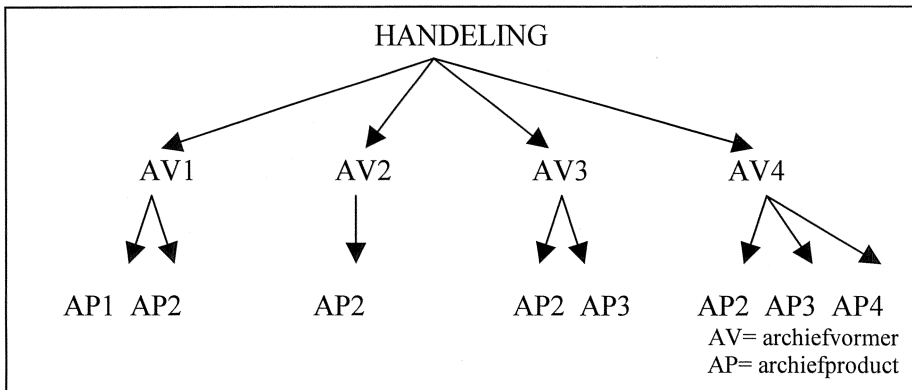 HANDELING
AV1 AV2 AV3 AV4
AP1 AP2 AP2 AP2 AP3 AP2 AP3 AP4
AV= archiefvormer
AP= archiefproduct